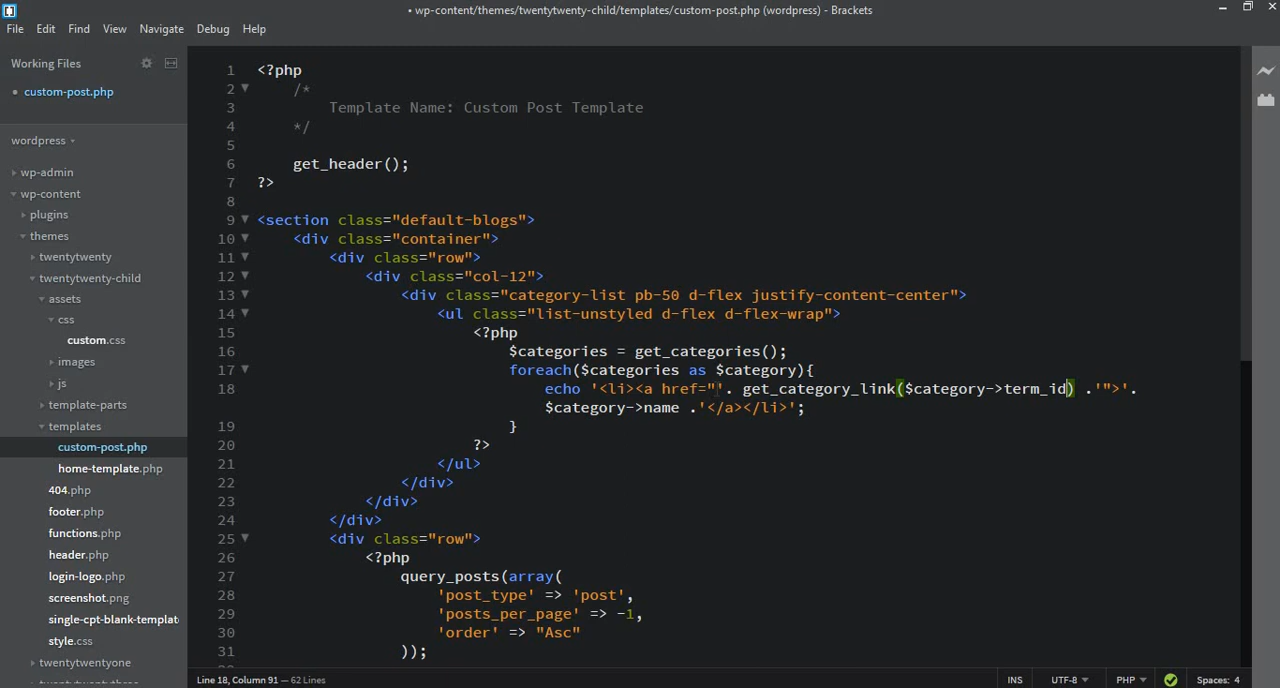 • wp-content/themes/twentytwenty-child/templates/custom-post.php (wordpress) - Brackets
File Edit Find View Navigate Debug Help
Working Files
• custom-post.php
wordpress
wp-admin
wp-content
plugins
themes
twentytwenty
twentytwenty-child
assets
css
custom.css
images
js
template-parts
templates
custom-post.php
home-template.php
404.php
footer.php
functions.php
header.php
login-logo.php
screenshot.png
single-cpt-blank-templat
style.css
twentytwentyone
1 <?php
2 /*
3 Template Name: Custom Post Template
4 */
5
6 get_header();
7 ?>
8
9 <section class="default-blogs">
10 <div class="container">
11 <div class="row">
12 <div class="col-12">
13 <div class="category-list pb-50 d-flex justify-content-center">
14 <ul class="list-unstyled d-flex d-flex-wrap">
15 <?php
16 $categories = get_categories();
17 foreach($categories as $category){
18 echo '<li><a href="'. get_category_link($category->term_id) .'">'.
$category->name .'</a></li>';
19 }
20 ?>
21 </ul>
22 </div>
23 </div>
24 </div>
25 <div class="row">
26 <?php
27 query_posts(array(
28 'post_type' => 'post',
29 'posts_per_page' => -1,
30 'order' => "Asc"
31 ));
Line 18, Column 91 — 62 Lines
INS UTF-8 PHP Spaces: 4